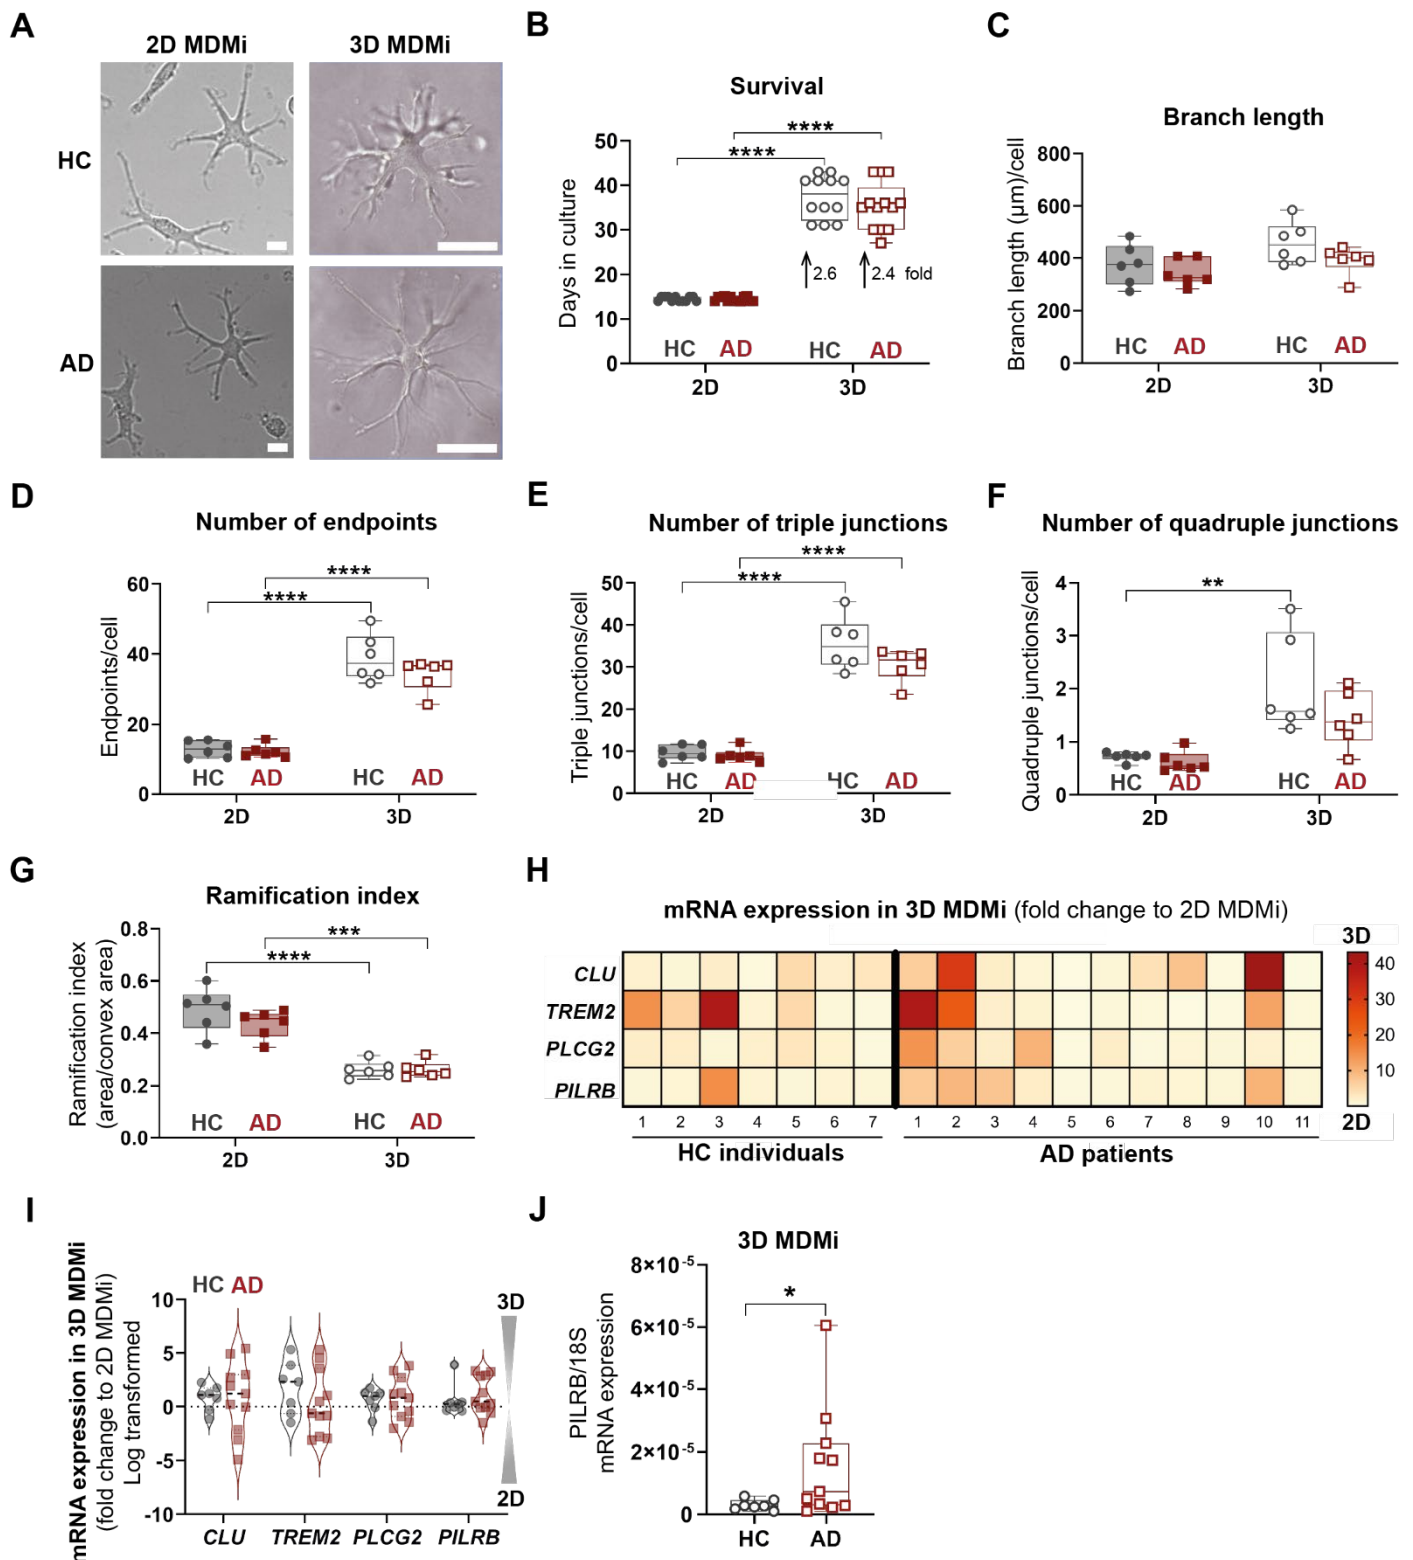 A
2D MDMi
3D MDMi
HC
AD
B
Survival
Days in culture
50
40
30
20
10
0
****
****
2.6
2.4 fold
HC
AD
HC
AD
2D
3D
C
Branch length
Branch length (µm)/cell
800
600
400
200
0
HC
AD
HC
AD
2D
3D
D
Number of endpoints
Endpoints/cell
60
40
20
0
****
****
HC
AD
HC
AD
2D
3D
E
Number of triple junctions
Triple junctions/cell
50
40
30
20
10
0
****
****
HC
AD
HC
AD
2D
3D
F
Number of quadruple junctions
Quadruple junctions/cell
4
3
2
1
0
**
HC
AD
HC
AD
2D
3D
G
Ramification index
Ramification index
(area/convex area)
0.8
0.6
0.4
0.2
0.0
***
****
HC
AD
HC
AD
2D
3D
H
mRNA expression in 3D MDMi (fold change to 2D MDMi)
CLU
TREM2
PLCG2
PILRB
1 2 3 4 5 6 7
1 2 3 4 5 6 7 8 9 10 11
HC individuals
AD patients
3D
40
30
20
10
2D
I
mRNA expression in 3D MDMi
(fold change to 2D MDMi)
Log transformed
HC AD
10
5
0
-5
-10
3D
2D
CLU
TREM2
PLCG2
PILRB
J
3D MDMi
PILRB/18S
mRNA expression
8×10-5
6×10-5
4×10-5
2×10-5
0
*
HC
AD